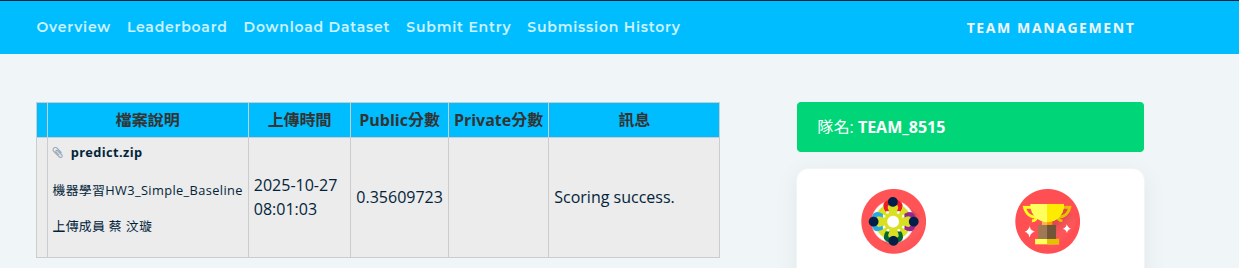 Overview Leaderboard Download Dataset Submit Entry Submission History TEAM MANAGEMENT
檔案說明 上傳時間 Public分數 Private分數 訊息
predict.zip
機器學習HW3_Simple_Baseline
上傳成員 蔡 汶璇
2025-10-27
08:01:03
0.35609723
Scoring success.
隊名: TEAM_8515